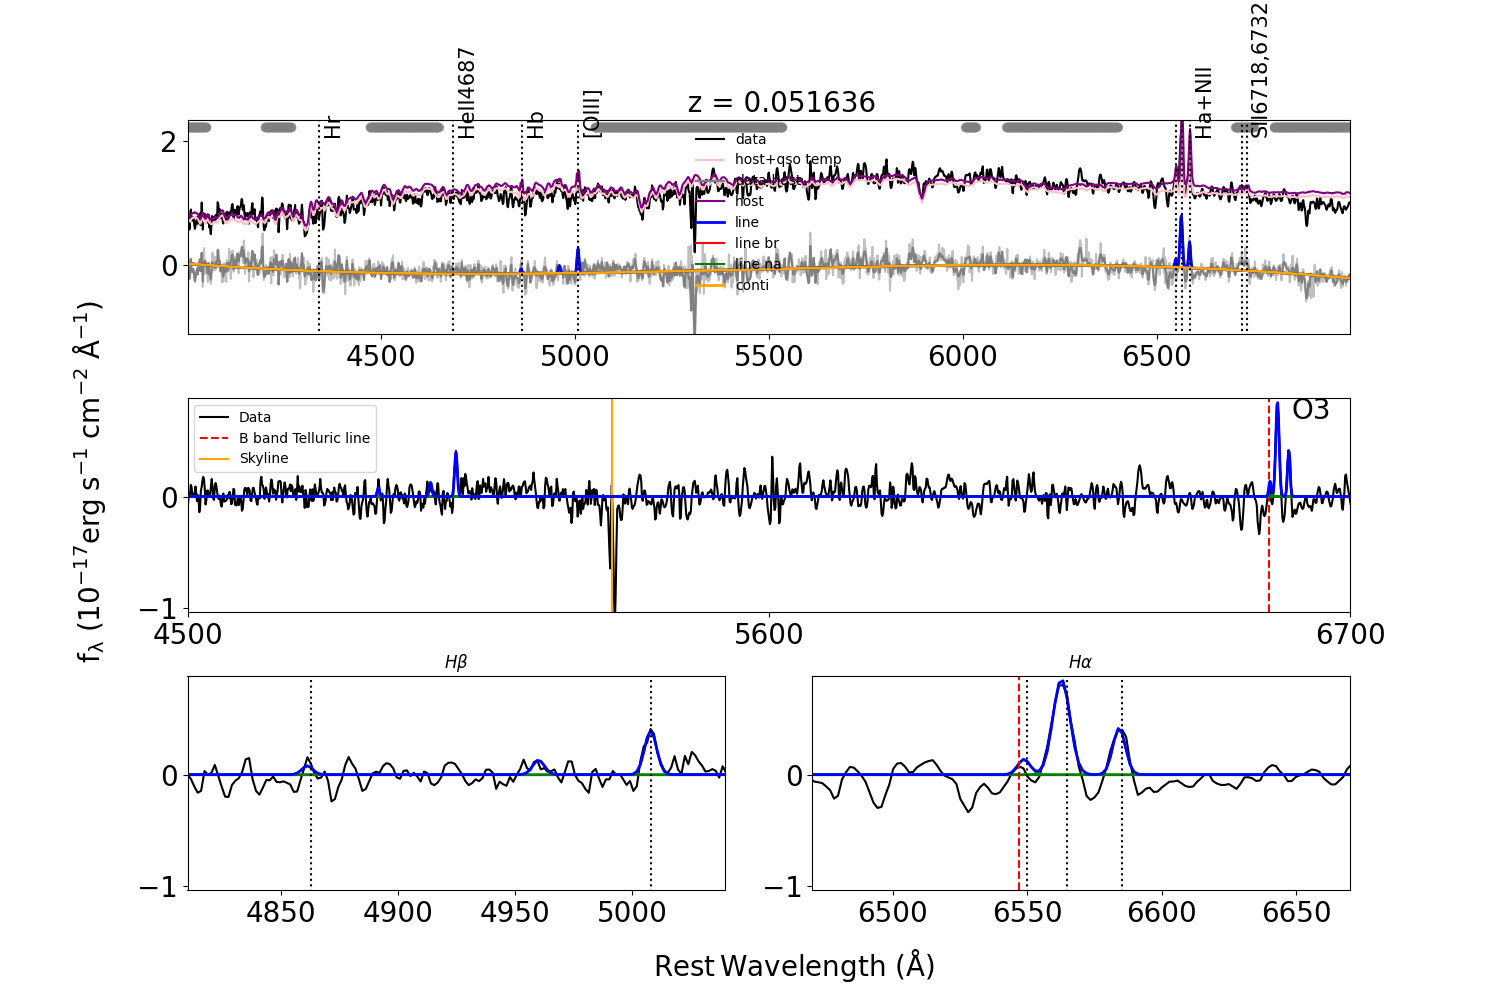 Hr
HeII4687
Hb
[OIII]
Ha+NII
SII6718,6732
z = 0.051636
data
host+qso temp
host
line
line br
line na
conti
2
0
4500
5000
5500
6000
6500
fλ (10⁻¹⁷erg s⁻¹ cm⁻² Å⁻¹)
Data
B band Telluric line
Skyline
O3
0
−1
4500
5600
6700
Hβ
0
−1
4850
4900
4950
5000
Hα
0
−1
6500
6550
6600
6650
Rest Wavelength (Å)